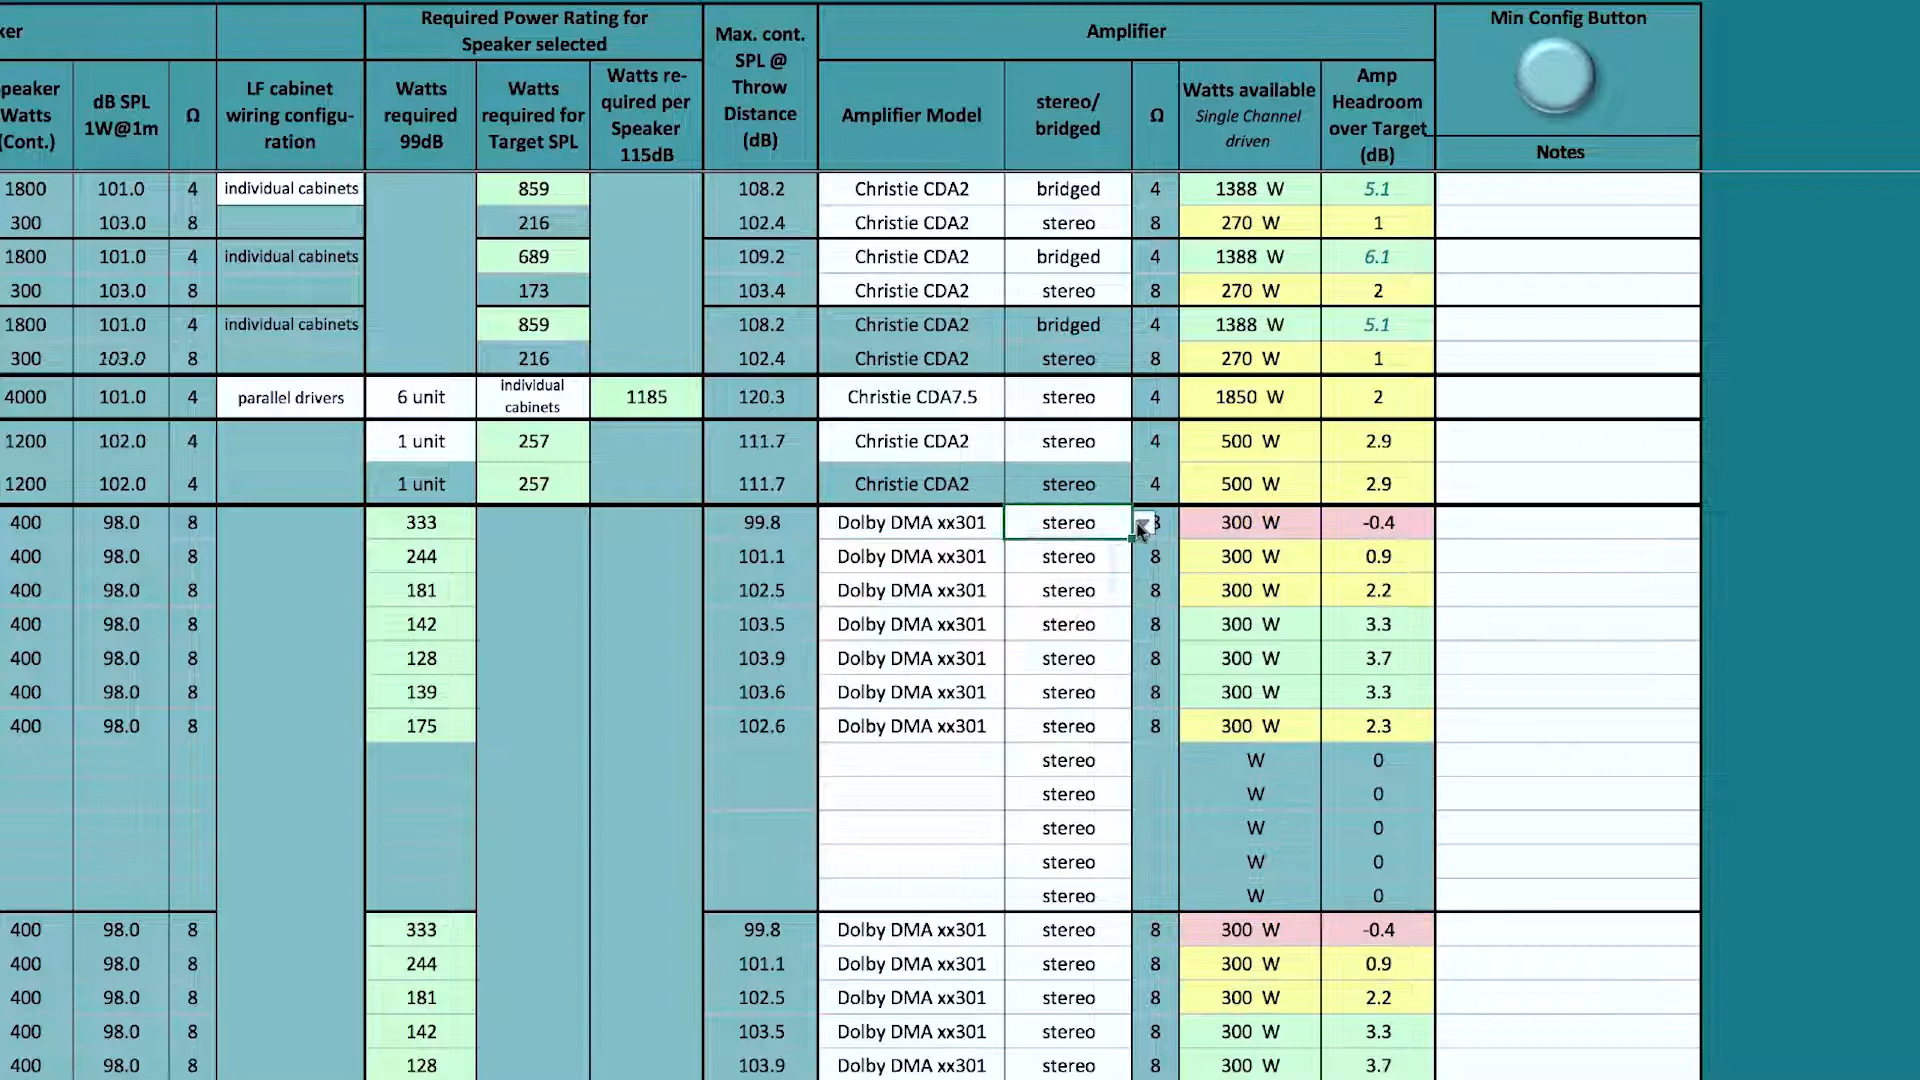 ker
Required Power Rating for
Speaker selected
Max. cont.
SPL @
Throw
Distance
(dB)
Amplifier
Min Config Button
peaker
Watts
(Cont.)
dB SPL
1W@1m
Ω
LF cabinet
wiring configu-
ration
Watts
required
99dB
Watts
required for
Target SPL
Watts re-
quired per
Speaker
115dB
Amplifier Model
stereo/
bridged
Ω
Watts available
Single Channel
driven
Amp
Headroom
over Target
(dB)
Notes
1800 101.0 4 individual cabinets 859 108.2 Christie CDA2 bridged 4 1388 W 5.1
300 103.0 8 216 102.4 Christie CDA2 stereo 8 270 W 1
1800 101.0 4 individual cabinets 689 109.2 Christie CDA2 bridged 4 1388 W 6.1
300 103.0 8 173 103.4 Christie CDA2 stereo 8 270 W 2
1800 101.0 4 individual cabinets 859 108.2 Christie CDA2 bridged 4 1388 W 5.1
300 103.0 8 216 102.4 Christie CDA2 stereo 8 270 W 1
4000 101.0 4 parallel drivers 6 unit individual cabinets 1185 120.3 Christie CDA7.5 stereo 4 1850 W 2
1200 102.0 4 1 unit 257 111.7 Christie CDA2 stereo 4 500 W 2.9
1200 102.0 4 1 unit 257 111.7 Christie CDA2 stereo 4 500 W 2.9
400 98.0 8 333 99.8 Dolby DMA xx301 stereo 300 W -0.4
400 98.0 8 244 101.1 Dolby DMA xx301 stereo 8 300 W 0.9
400 98.0 8 181 102.5 Dolby DMA xx301 stereo 8 300 W 2.2
400 98.0 8 142 103.5 Dolby DMA xx301 stereo 8 300 W 3.3
400 98.0 8 128 103.9 Dolby DMA xx301 stereo 8 300 W 3.7
400 98.0 8 139 103.6 Dolby DMA xx301 stereo 8 300 W 3.3
400 98.0 8 175 102.6 Dolby DMA xx301 stereo 8 300 W 2.3
stereo W 0
stereo W 0
stereo W 0
stereo W 0
stereo W 0
400 98.0 8 333 99.8 Dolby DMA xx301 stereo 8 300 W -0.4
400 98.0 8 244 101.1 Dolby DMA xx301 stereo 8 300 W 0.9
400 98.0 8 181 102.5 Dolby DMA xx301 stereo 8 300 W 2.2
400 98.0 8 142 103.5 Dolby DMA xx301 stereo 8 300 W 3.3
400 98.0 8 128 103.9 Dolby DMA xx301 stereo 8 300 W 3.7